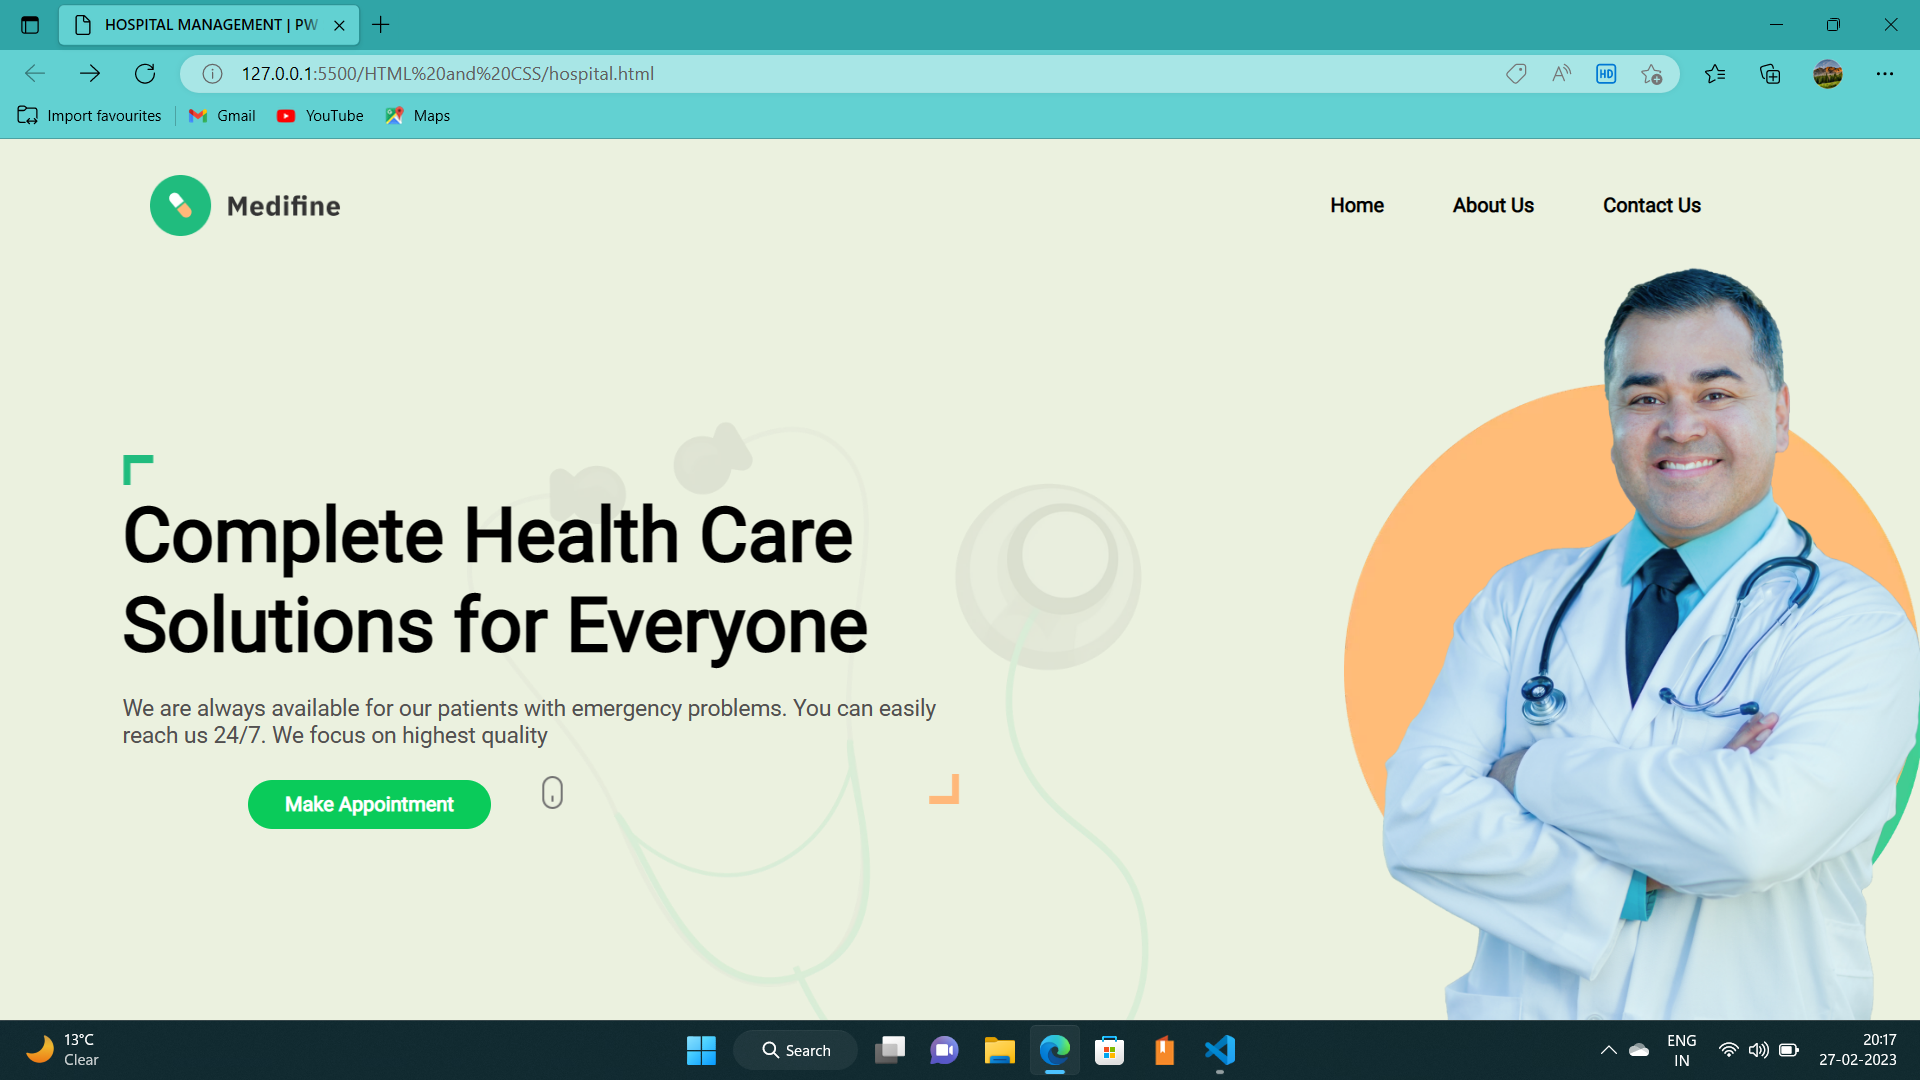 HOSPITAL MANAGEMENT | PW
127.0.0.1:5500/HTML%20and%20CSS/hospital.html
HD
Import favourites
Gmail
YouTube
Maps
Medifine
Home
About Us
Contact Us
Complete Health Care
Solutions for Everyone
We are always available for our patients with emergency problems. You can easily
reach us 24/7. We focus on highest quality
Make Appointment
13°C
Clear
Search
ENG
IN
20:17
27-02-2023